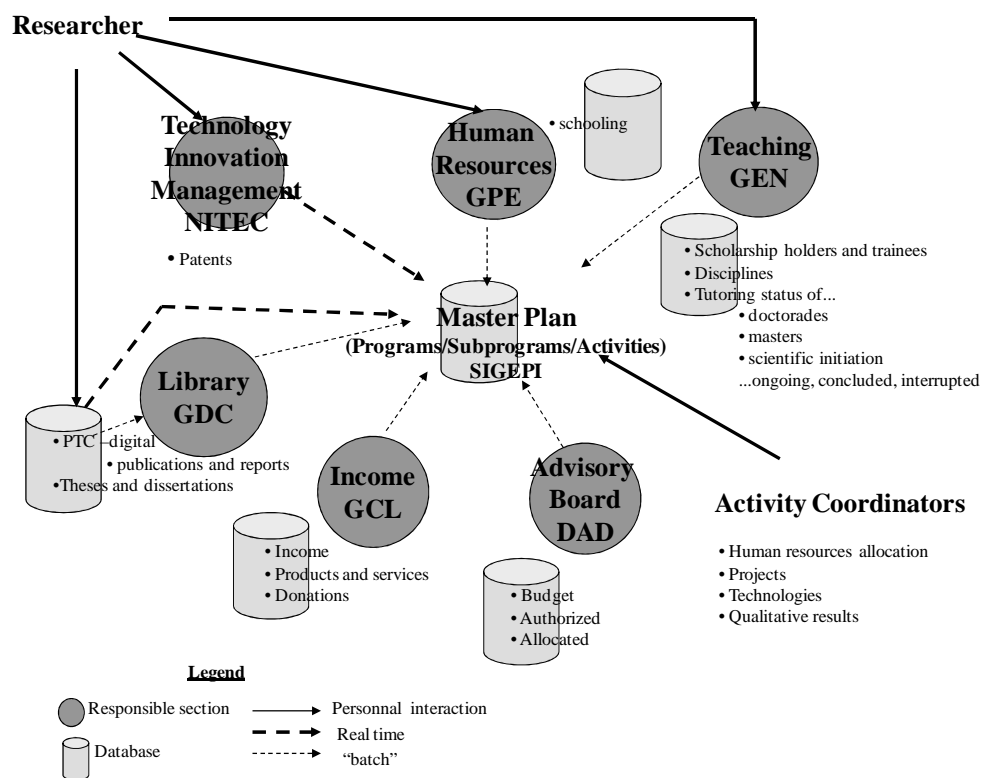 Researcher
Technology
Innovation
Management
NITEC
• Patents
Human
Resources
GPE
• schooling
Teaching
GEN
• Scholarship holders and trainees
• Disciplines
• Tutoring status of...
• doctorades
• masters
• scientific initiation
...ongoing, concluded, interrupted
Master Plan
(Programs/Subprograms/Activities)
SIGEPI
Library
GDC
• PTC –digital
• publications and reports
•Theses and dissertations
Income
GCL
• Income
• Products and services
• Donations
Advisory
Board
DAD
• Budget
• Authorized
• Allocated
Activity Coordinators
• Human resources allocation
• Projects
• Technologies
• Qualitative results
Legend
Responsible section
Database
Personnal interaction
Real time
“batch”